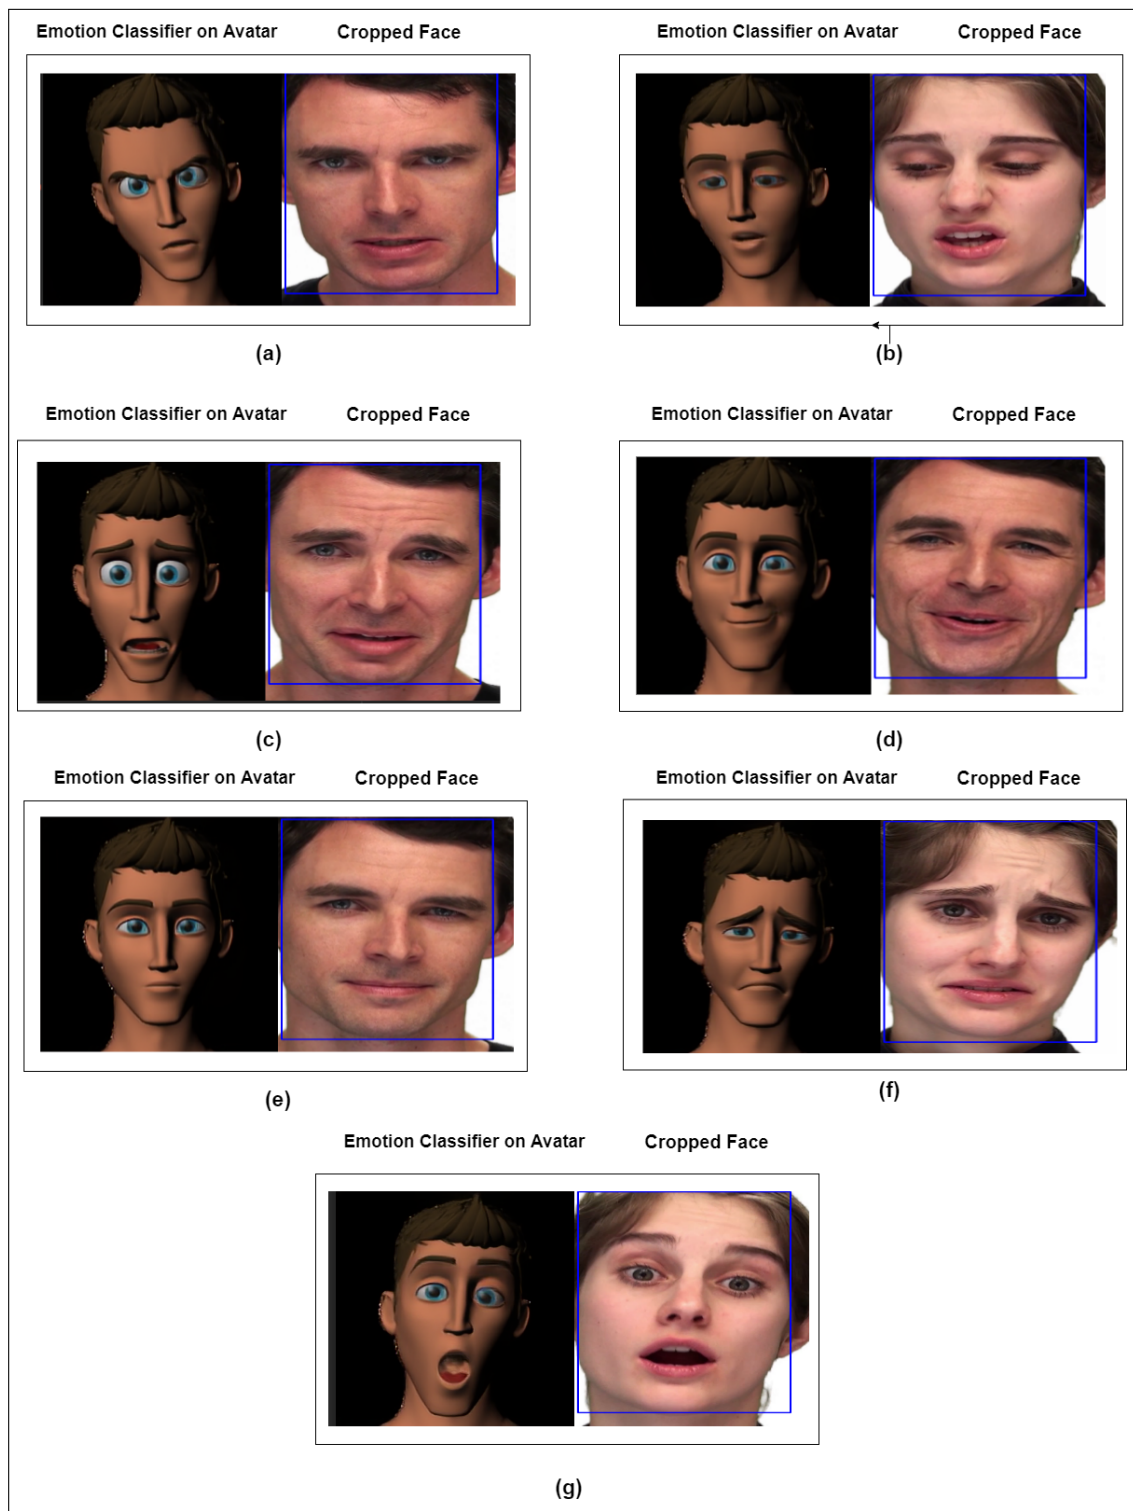 Emotion Classifier on Avatar Cropped Face
Emotion Classifier on Avatar Cropped Face
(a)
(b)
Emotion Classifier on Avatar Cropped Face
Emotion Classifier on Avatar Cropped Face
(c)
(d)
Emotion Classifier on Avatar Cropped Face
Emotion Classifier on Avatar Cropped Face
(e)
(f)
Emotion Classifier on Avatar Cropped Face
(g)